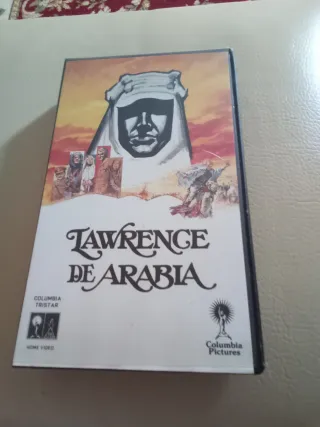 LAWRENCE
DE ARABIA
COLUMBIA
TRISTAR
HOME VIDEO
Columbia
Pictures